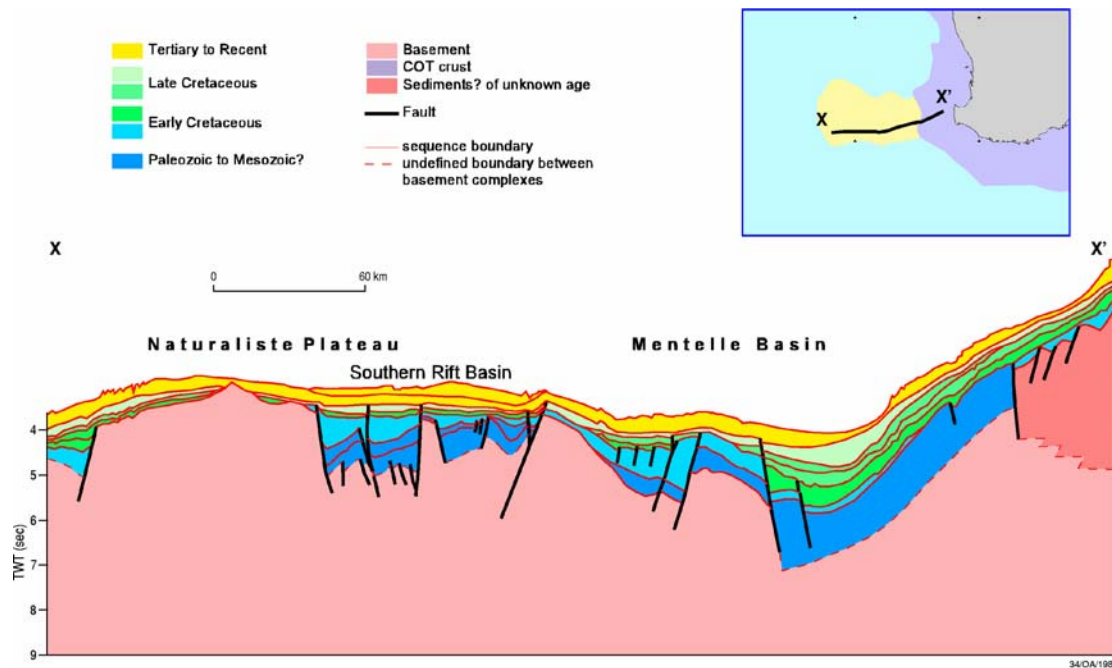 Tertiary to Recent
Late Cretaceous
Early Cretaceous
Paleozoic to Mesozoic?
Basement
COT crust
Sediments? of unknown age
Fault
sequence boundary
undefined boundary between
basement complexes
X
X'
X
X'
0
60 km
Naturaliste Plateau
Southern Rift Basin
Mentelle Basin
4
5
6
7
8
9
TWT (sec)
34/OA/198